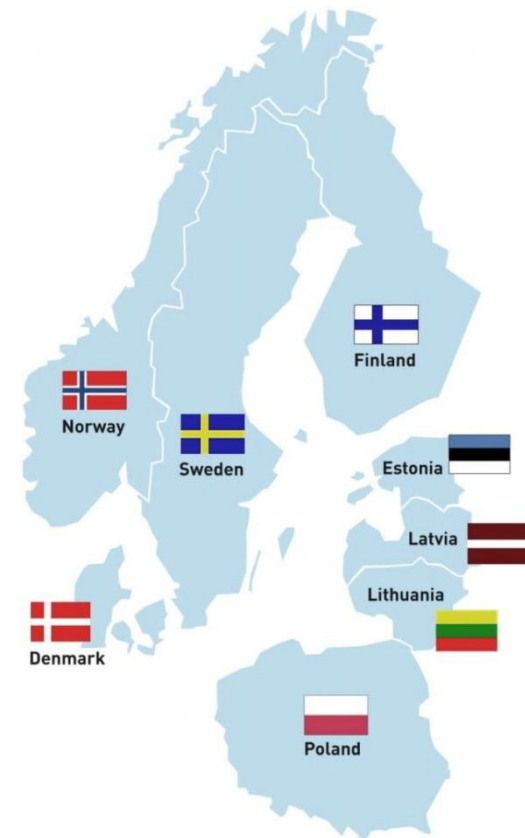 Finland
Norway
Sweden
Estonia
Latvia
Lithuania
Denmark
Poland